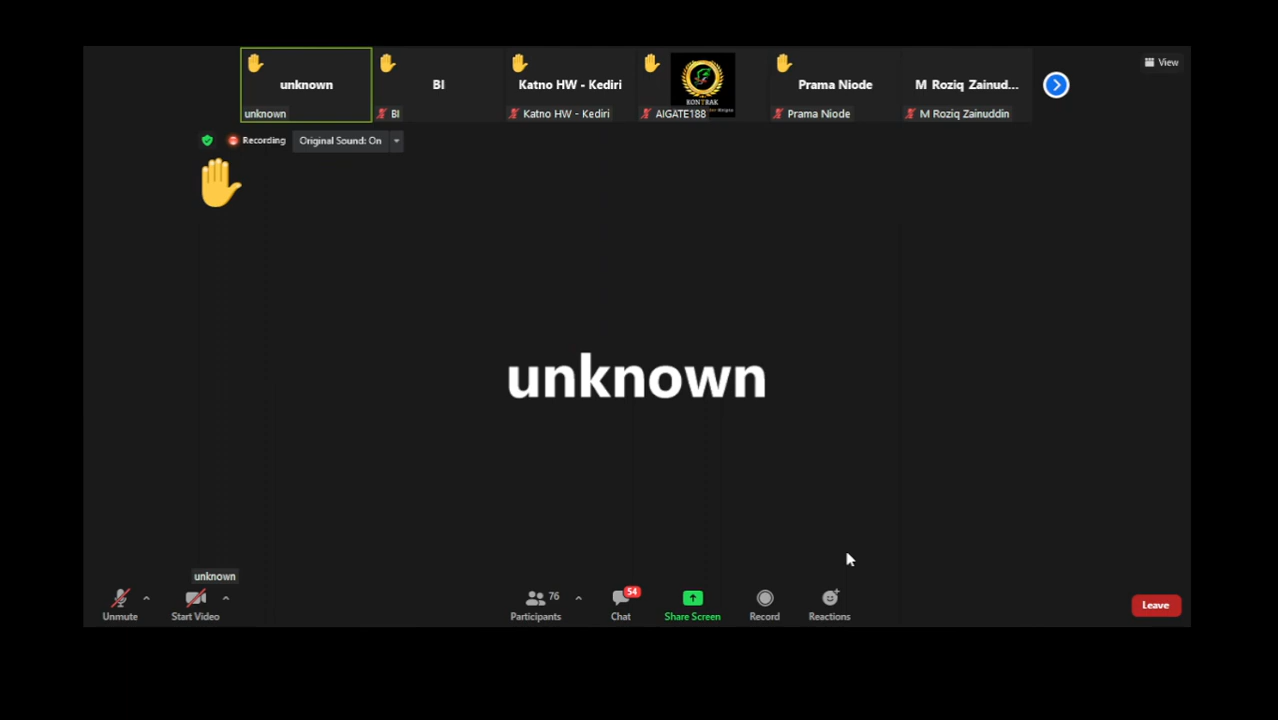 unknown
BI
Katno HW - Kediri
KONTRAK
Prama Niode
M Roziq Zainud...
View
unknown
BI
Katno HW - Kediri
AIGATE188
Prama Niode
M Roziq Zainuddin
Recording
Original Sound: On
unknown
unknown
Unmute
Start Video
76
Participants
54
Chat
Share Screen
Record
Reactions
Leave